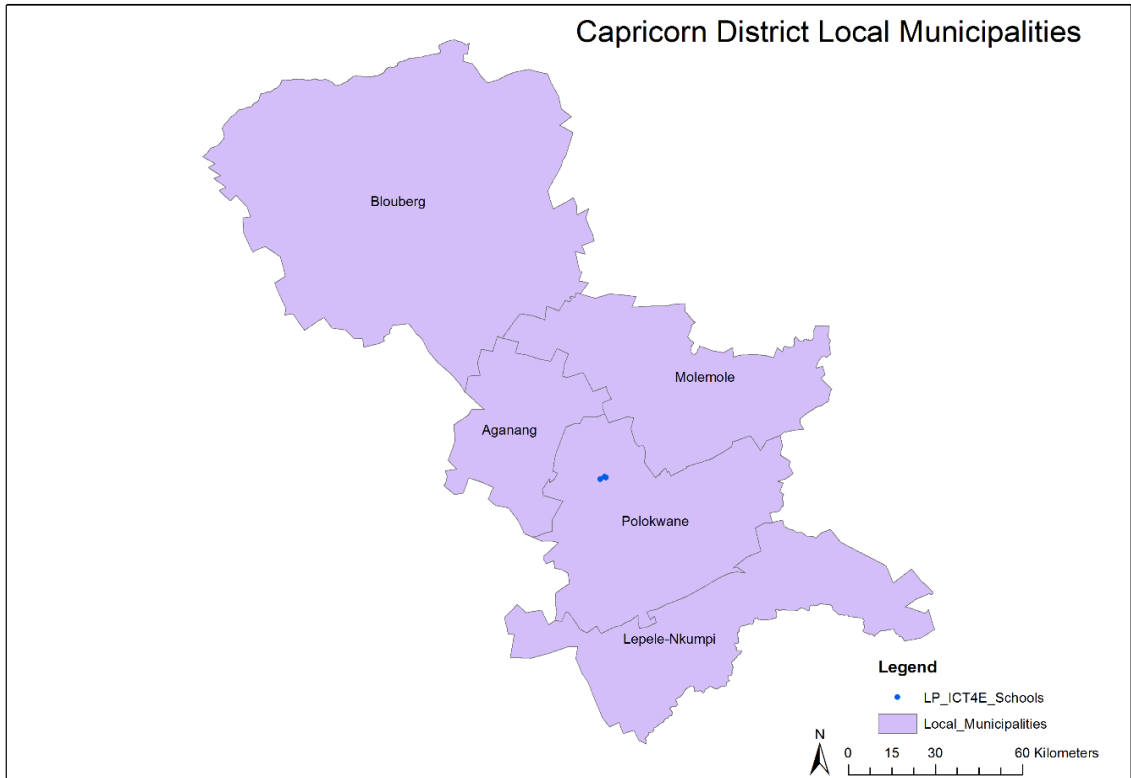 Capricorn District Local Municipalities
Blouberg
Molemole
Aganang
Polokwane
Lepele-Nkumpi
Legend
LP_ICT4E_Schools
Local_Municipalities
N
0 15 30 60 Kilometers